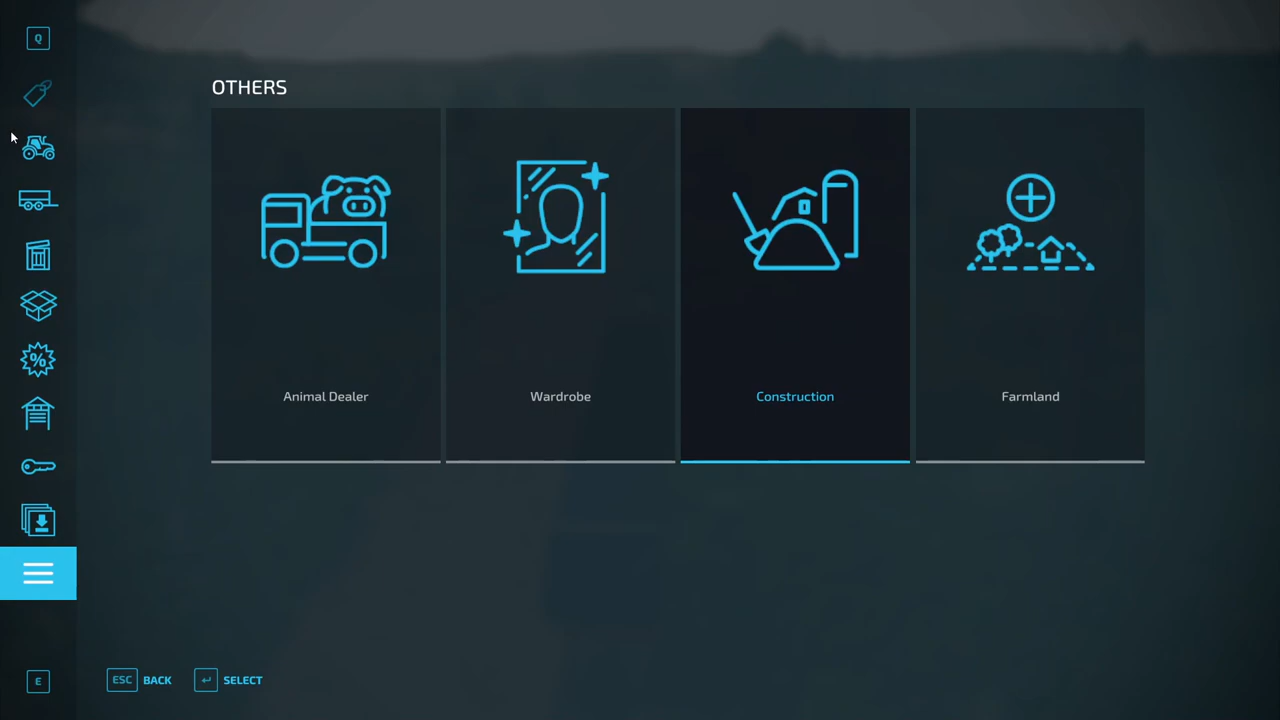 Q
OTHERS
%
Animal Dealer
Wardrobe
Construction
Farmland
E
ESC BACK
↵ SELECT